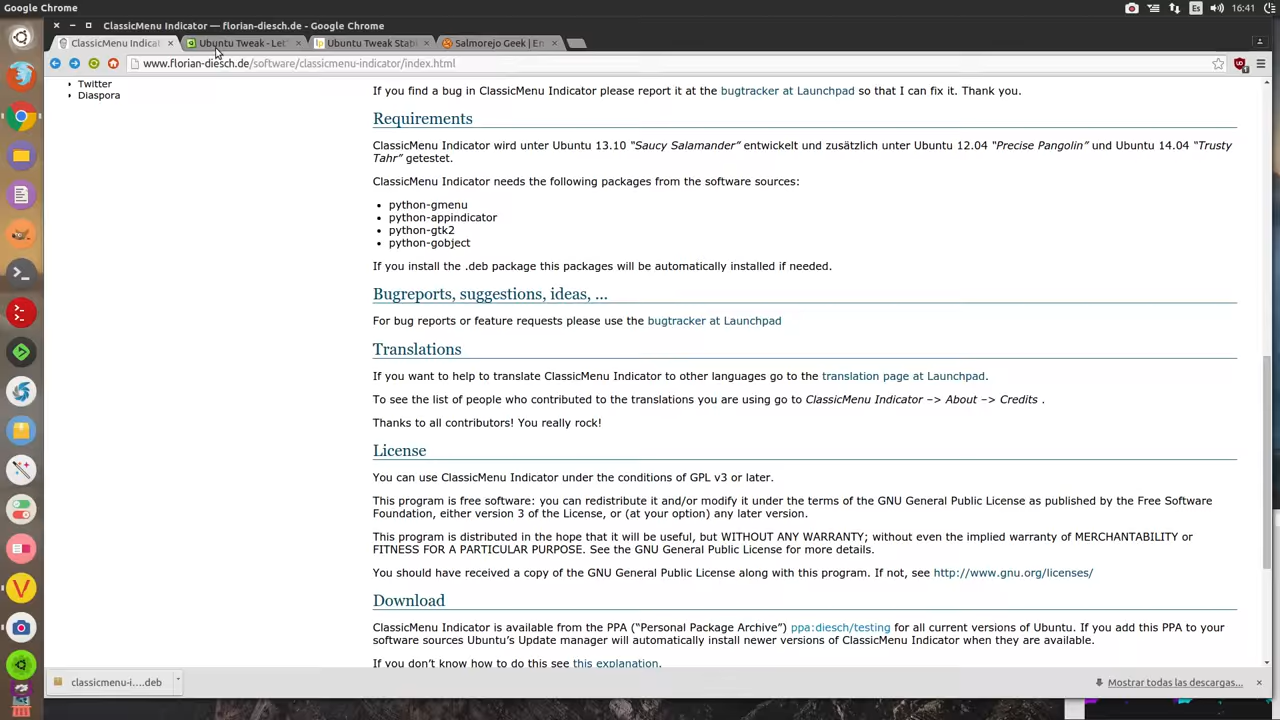 Google Chrome
Es
16:41
ClassicMenu Indicator — florian-diesch.de - Google Chrome
ClassicMenu Indicat
Ubuntu Tweak - Let'
Ubuntu Tweak Stabl
Salmorejo Geek | En
www.florian-diesch.de/software/classicmenu-indicator/index.html
Twitter
Diaspora
If you find a bug in ClassicMenu Indicator please report it at the bugtracker at Launchpad so that I can fix it. Thank you.
Requirements
ClassicMenu Indicator wird unter Ubuntu 13.10 “Saucy Salamander” entwickelt und zusätzlich unter Ubuntu 12.04 “Precise Pangolin” und Ubuntu 14.04 “Trusty
Tahr” getestet.
ClassicMenu Indicator needs the following packages from the software sources:
python-gmenu
python-appindicator
python-gtk2
python-gobject
If you install the .deb package this packages will be automatically installed if needed.
Bugreports, suggestions, ideas, ...
For bug reports or feature requests please use the bugtracker at Launchpad
Translations
If you want to help to translate ClassicMenu Indicator to other languages go to the translation page at Launchpad.
To see the list of people who contributed to the translations you are using go to ClassicMenu Indicator –> About –> Credits .
Thanks to all contributors! You really rock!
License
You can use ClassicMenu Indicator under the conditions of GPL v3 or later.
This program is free software: you can redistribute it and/or modify it under the terms of the GNU General Public License as published by the Free Software
Foundation, either version 3 of the License, or (at your option) any later version.
This program is distributed in the hope that it will be useful, but WITHOUT ANY WARRANTY; without even the implied warranty of MERCHANTABILITY or
FITNESS FOR A PARTICULAR PURPOSE. See the GNU General Public License for more details.
You should have received a copy of the GNU General Public License along with this program. If not, see http://www.gnu.org/licenses/
Download
ClassicMenu Indicator is available from the PPA (“Personal Package Archive”) ppa:diesch/testing for all current versions of Ubuntu. If you add this PPA to your
software sources Ubuntu’s Update manager will automatically install newer versions of ClassicMenu Indicator when they are available.
If you don’t know how to do this see this explanation.
classicmenu-i....deb
Mostrar todas las descargas...